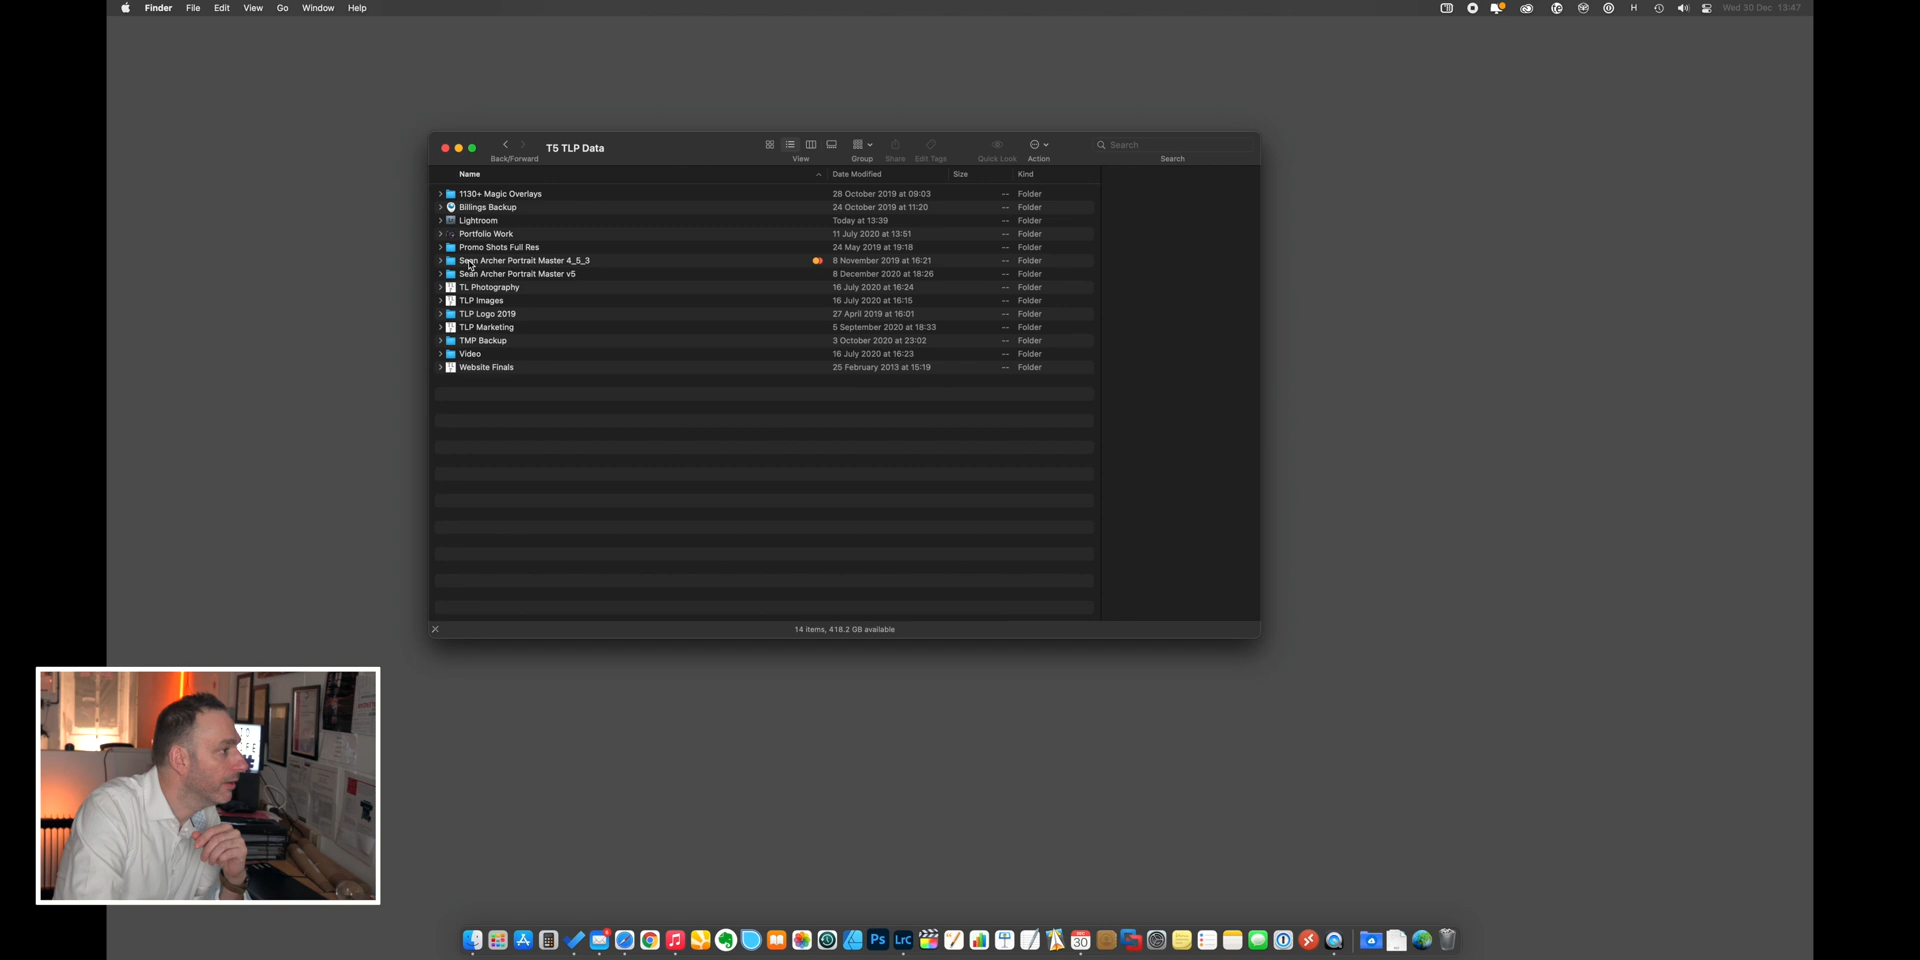 Finder File Edit View Go Window Help
Wed 30 Dec 13:47
Back/Forward
T5 TLP Data
View
Group
Share
Edit Tags
Quick Look
Action
Search
Search
Name Date Modified Size Kind
1130+ Magic Overlays 28 October 2019 at 09:03 -- Folder
Billings Backup 24 October 2019 at 11:20 -- Folder
Lightroom Today at 13:39 -- Folder
Portfolio Work 11 July 2020 at 13:51 -- Folder
Promo Shots Full Res 24 May 2019 at 19:18 -- Folder
Sean Archer Portrait Master 4_5_3 8 November 2019 at 16:21 -- Folder
Sean Archer Portrait Master v5 8 December 2020 at 18:26 -- Folder
TL Photography 16 July 2020 at 16:24 -- Folder
TLP Images 16 July 2020 at 16:15 -- Folder
TLP Logo 2019 27 April 2019 at 16:01 -- Folder
TLP Marketing 5 September 2020 at 18:33 -- Folder
TMP Backup 3 October 2020 at 23:02 -- Folder
Video 16 July 2020 at 16:23 -- Folder
Website Finals 25 February 2013 at 15:19 -- Folder
14 items, 418.2 GB available
Ps
LrC
30